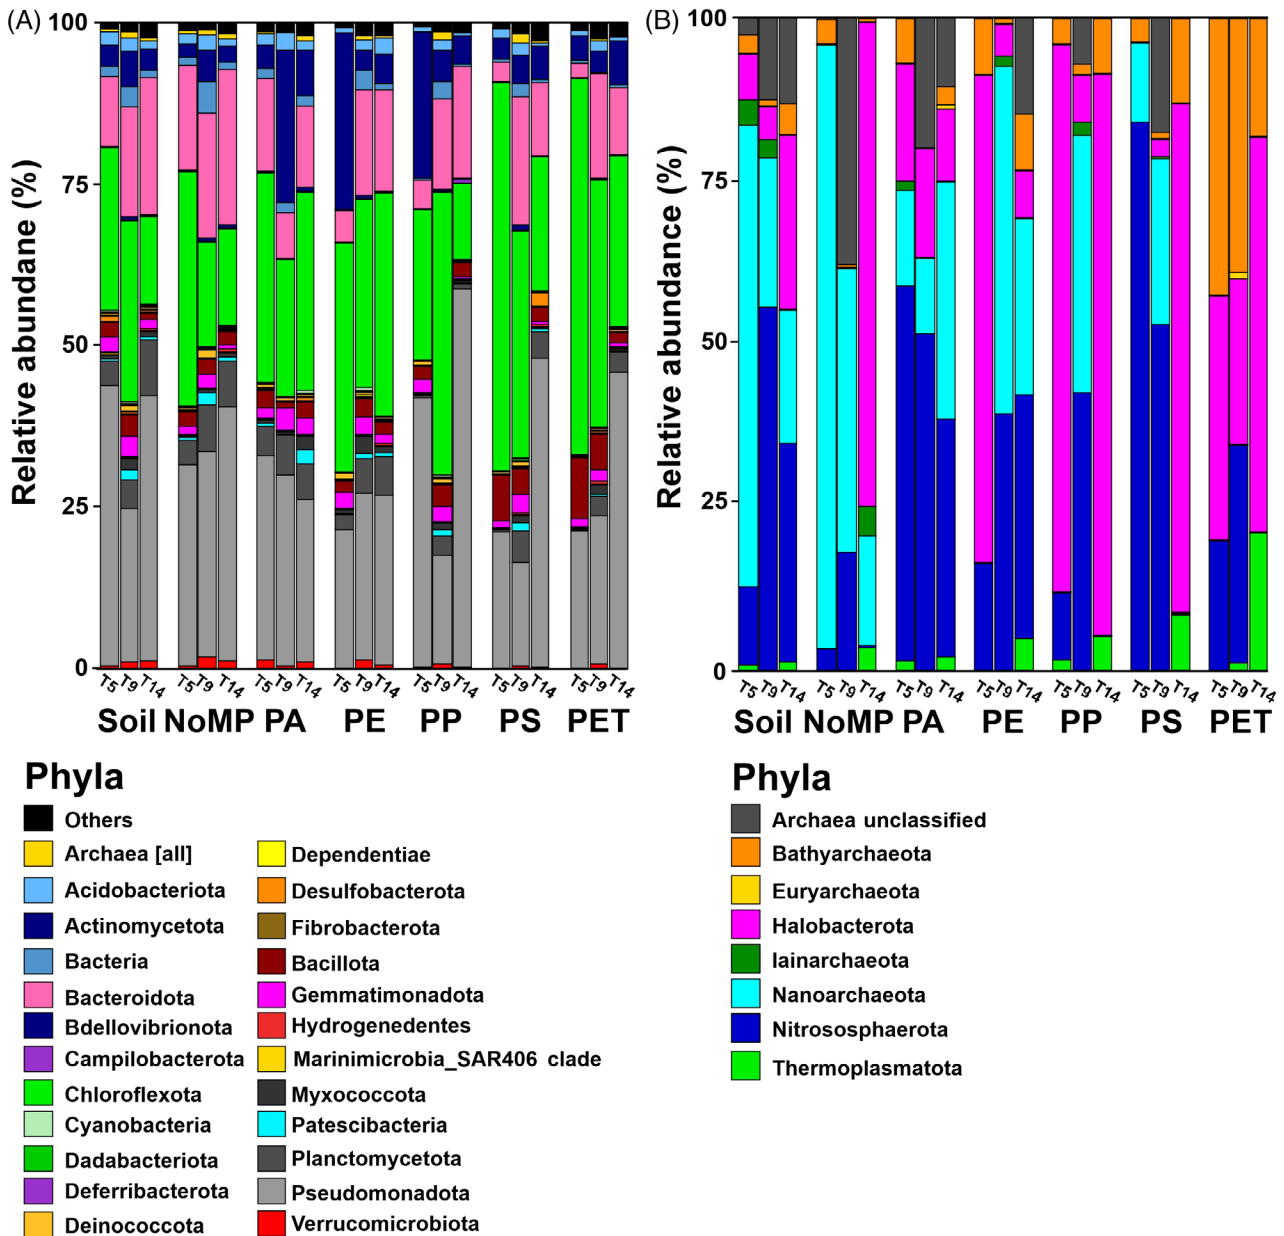 (A)
Relative abundane (%)
100
75
50
25
0
T5 T9 T14 T5 T9 T14 T5 T9 T14 T5 T9 T14 T5 T9 T14 T5 T9 T14 T5 T9 T14
Soil NoMP PA PE PP PS PET
Phyla
Others
Archaea [all]
Acidobacteriota
Actinomycetota
Bacteria
Bacteroidota
Bdellovibrionota
Campilobacterota
Chloroflexota
Cyanobacteria
Dadabacteriota
Deferribacterota
Deinococcota
Dependentiae
Desulfobacterota
Fibrobacterota
Bacillota
Gemmatimonadota
Hydrogenedentes
Marinimicrobia_SAR406 clade
Myxococcota
Patescibacteria
Planctomycetota
Pseudomonadota
Verrucomicrobiota
(B)
Relative abundance (%)
100
75
50
25
0
T5 T9 T14 T5 T9 T14 T5 T9 T14 T5 T9 T14 T5 T9 T14 T5 T9 T14 T5 T9 T14
Soil NoMP PA PE PP PS PET
Phyla
Archaea unclassified
Bathyarchaeota
Euryarchaeota
Halobacterota
Iainarchaeota
Nanoarchaeota
Nitrososphaerota
Thermoplasmatota